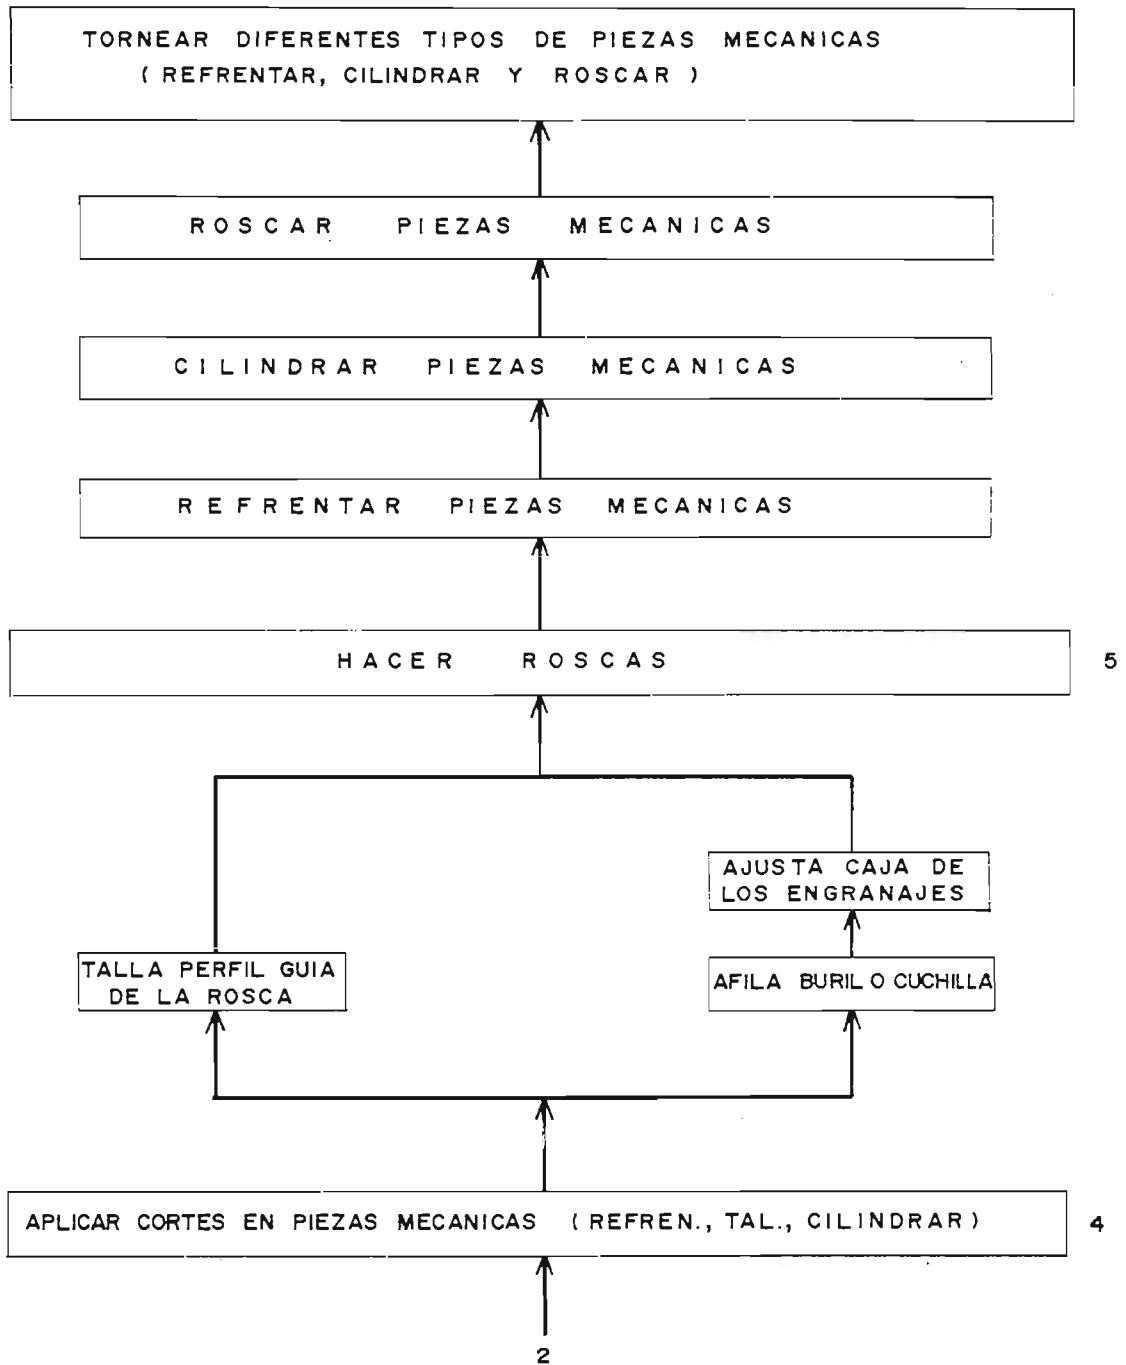 TORNEAR DIFERENTES TIPOS DE PIEZAS MECANICAS
( REFRENTAR, CILINDRAR Y ROSCAR )
ROSCAR PIEZAS MECANICAS
CILINDRAR PIEZAS MECANICAS
REFRENTAR PIEZAS MECANICAS
HACER ROSCAS
5
AJUSTA CAJA DE
LOS ENGRANAJES
TALLA PERFIL GUIA
DE LA ROSCA
AFILA BURIL O CUCHILLA
APLICAR CORTES EN PIEZAS MECANICAS ( REFREN., TAL., CILINDRAR )
4
2